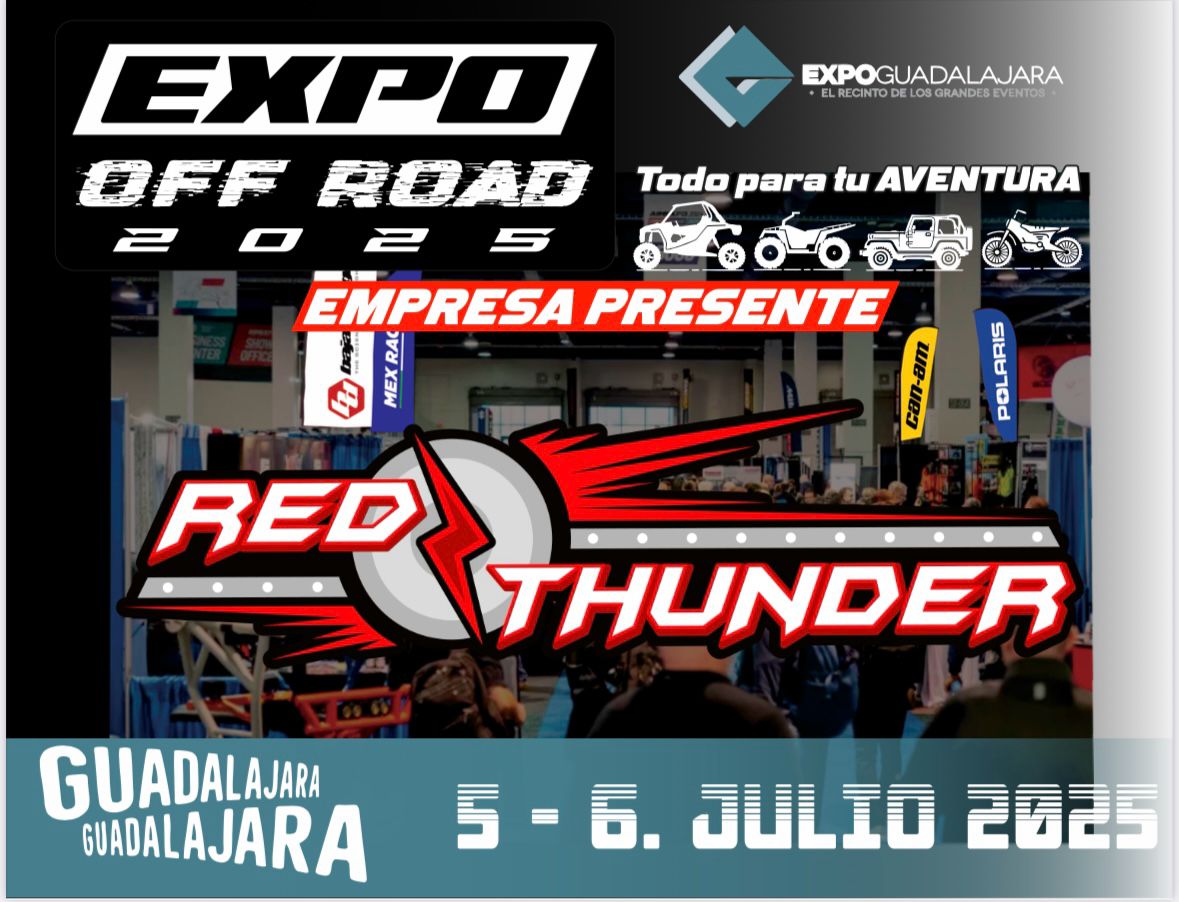 EXPO
OFF ROAD
2025
EXPOGUADALAJARA
• EL RECINTO DE LOS GRANDES EVENTOS •
Todo para tu AVENTURA
EMPRESA PRESENTE
baja
MEX RAC
can-am
POLARIS
RED
THUNDER
GUADALAJARA
GUADALAJARA
5 - 6. JULIO 2025